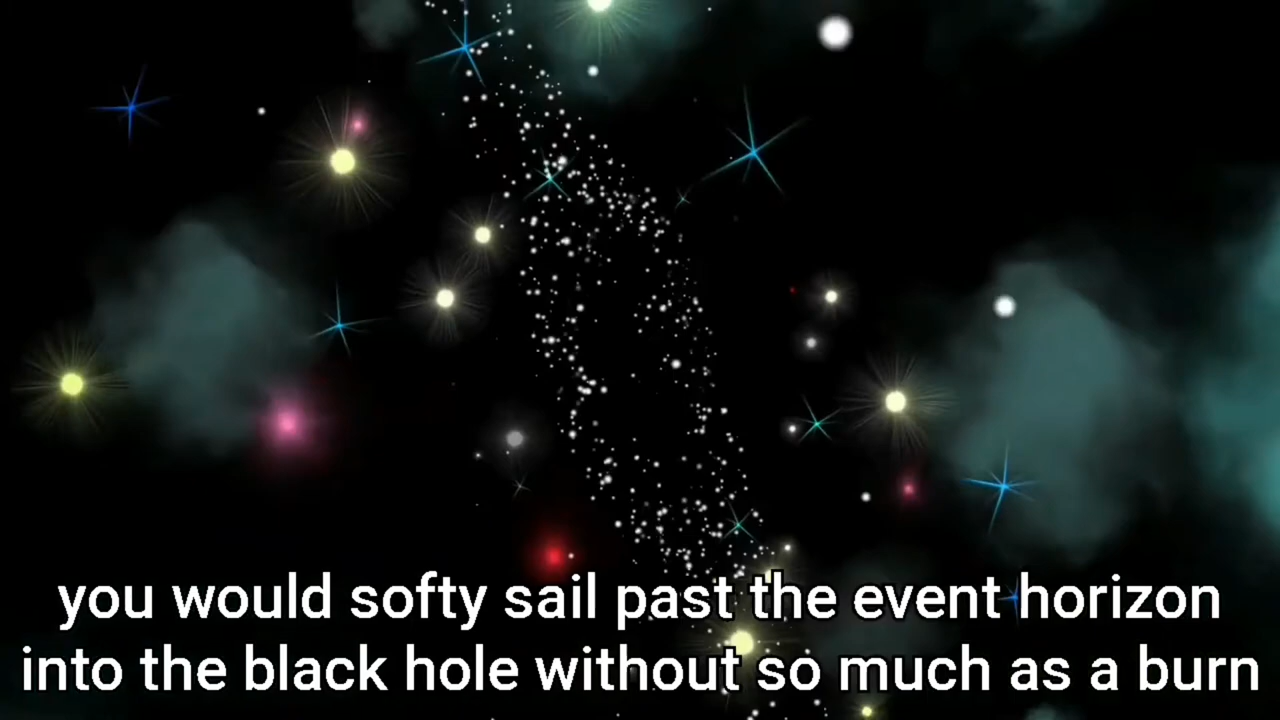 you would softy sail past the event horizon
into the black hole without so much as a burn